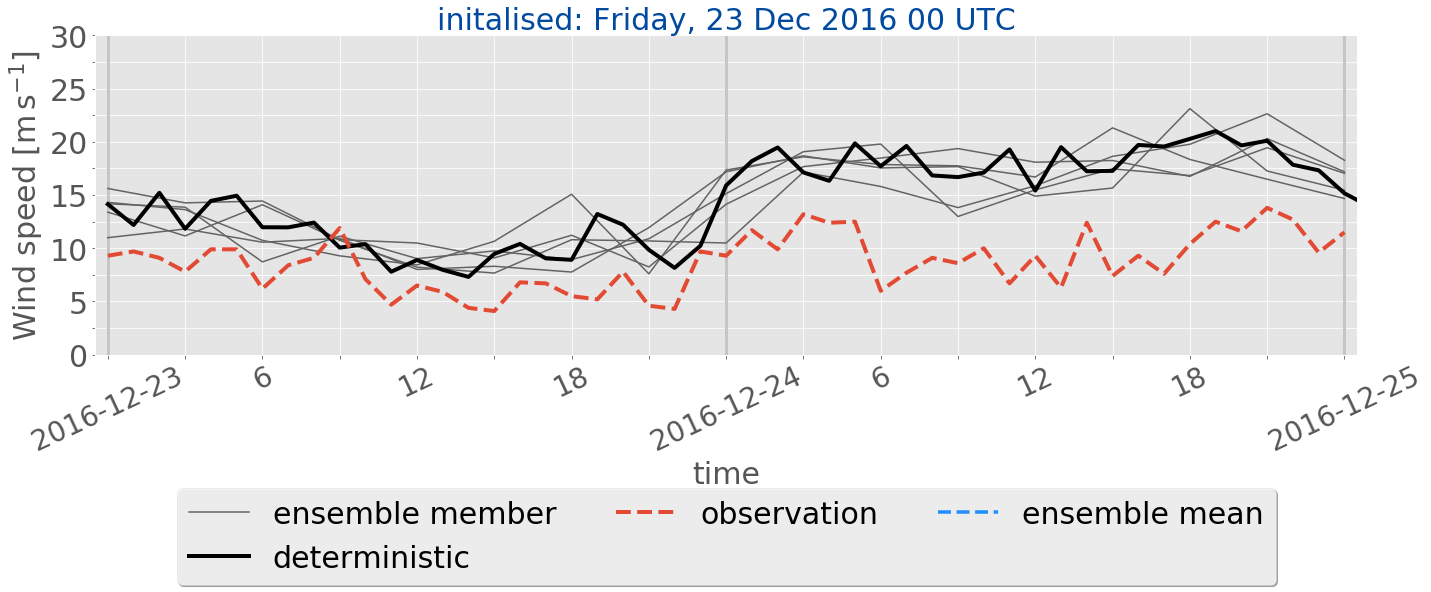 initalised: Friday, 23 Dec 2016 00 UTC
Wind speed [m s⁻¹]
30
25
20
15
10
5
0
2016-12-23
6
12
18
2016-12-24
6
12
18
2016-12-25
time
ensemble member
observation
ensemble mean
deterministic